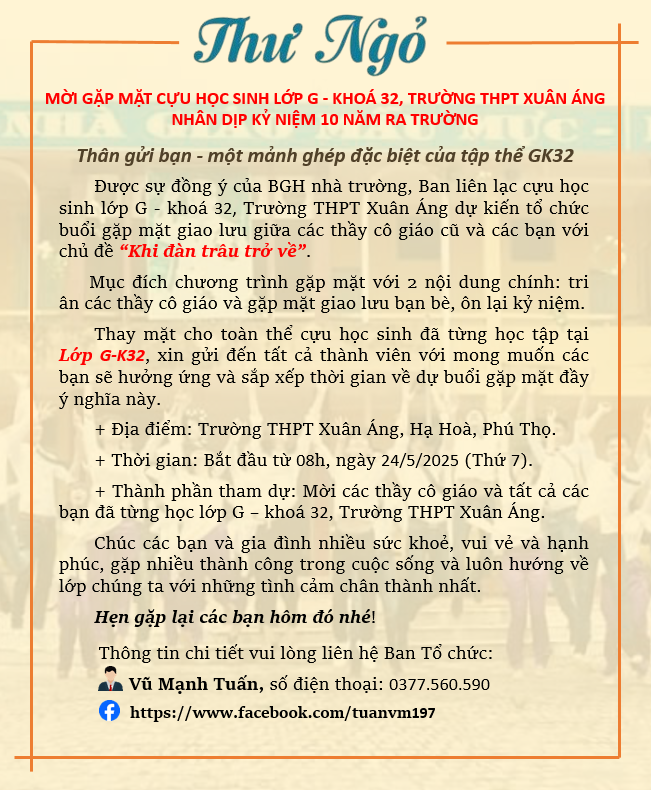 Thư Ngỏ
MỜI GẶP MẶT CỰU HỌC SINH LỚP G - KHOÁ 32, TRƯỜNG THPT XUÂN ÁNG
NHÂN DỊP KỶ NIỆM 10 NĂM RA TRƯỜNG
Thân gửi bạn - một mảnh ghép đặc biệt của tập thể GK32
Được sự đồng ý của BGH nhà trường, Ban liên lạc cựu học
sinh lớp G - khoá 32, Trường THPT Xuân Áng dự kiến tổ chức
buổi gặp mặt giao lưu giữa các thầy cô giáo cũ và các bạn với
chủ đề “Khi đàn trâu trở về”.
Mục đích chương trình gặp mặt với 2 nội dung chính: tri
ân các thầy cô giáo và gặp mặt giao lưu bạn bè, ôn lại kỷ niệm.
Thay mặt cho toàn thể cựu học sinh đã từng học tập tại
Lớp G-K32, xin gửi đến tất cả thành viên với mong muốn các
bạn sẽ hưởng ứng và sắp xếp thời gian về dự buổi gặp mặt đầy
ý nghĩa này.
+ Địa điểm: Trường THPT Xuân Áng, Hạ Hoà, Phú Thọ.
+ Thời gian: Bắt đầu từ 08h, ngày 24/5/2025 (Thứ 7).
+ Thành phần tham dự: Mời các thầy cô giáo và tất cả các
bạn đã từng học lớp G – khoá 32, Trường THPT Xuân Áng.
Chúc các bạn và gia đình nhiều sức khoẻ, vui vẻ và hạnh
phúc, gặp nhiều thành công trong cuộc sống và luôn hướng về
lớp chúng ta với những tình cảm chân thành nhất.
Hẹn gặp lại các bạn hôm đó nhé!
Thông tin chi tiết vui lòng liên hệ Ban Tổ chức:
Vũ Mạnh Tuấn, số điện thoại: 0377.560.590
https://www.facebook.com/tuanvm197